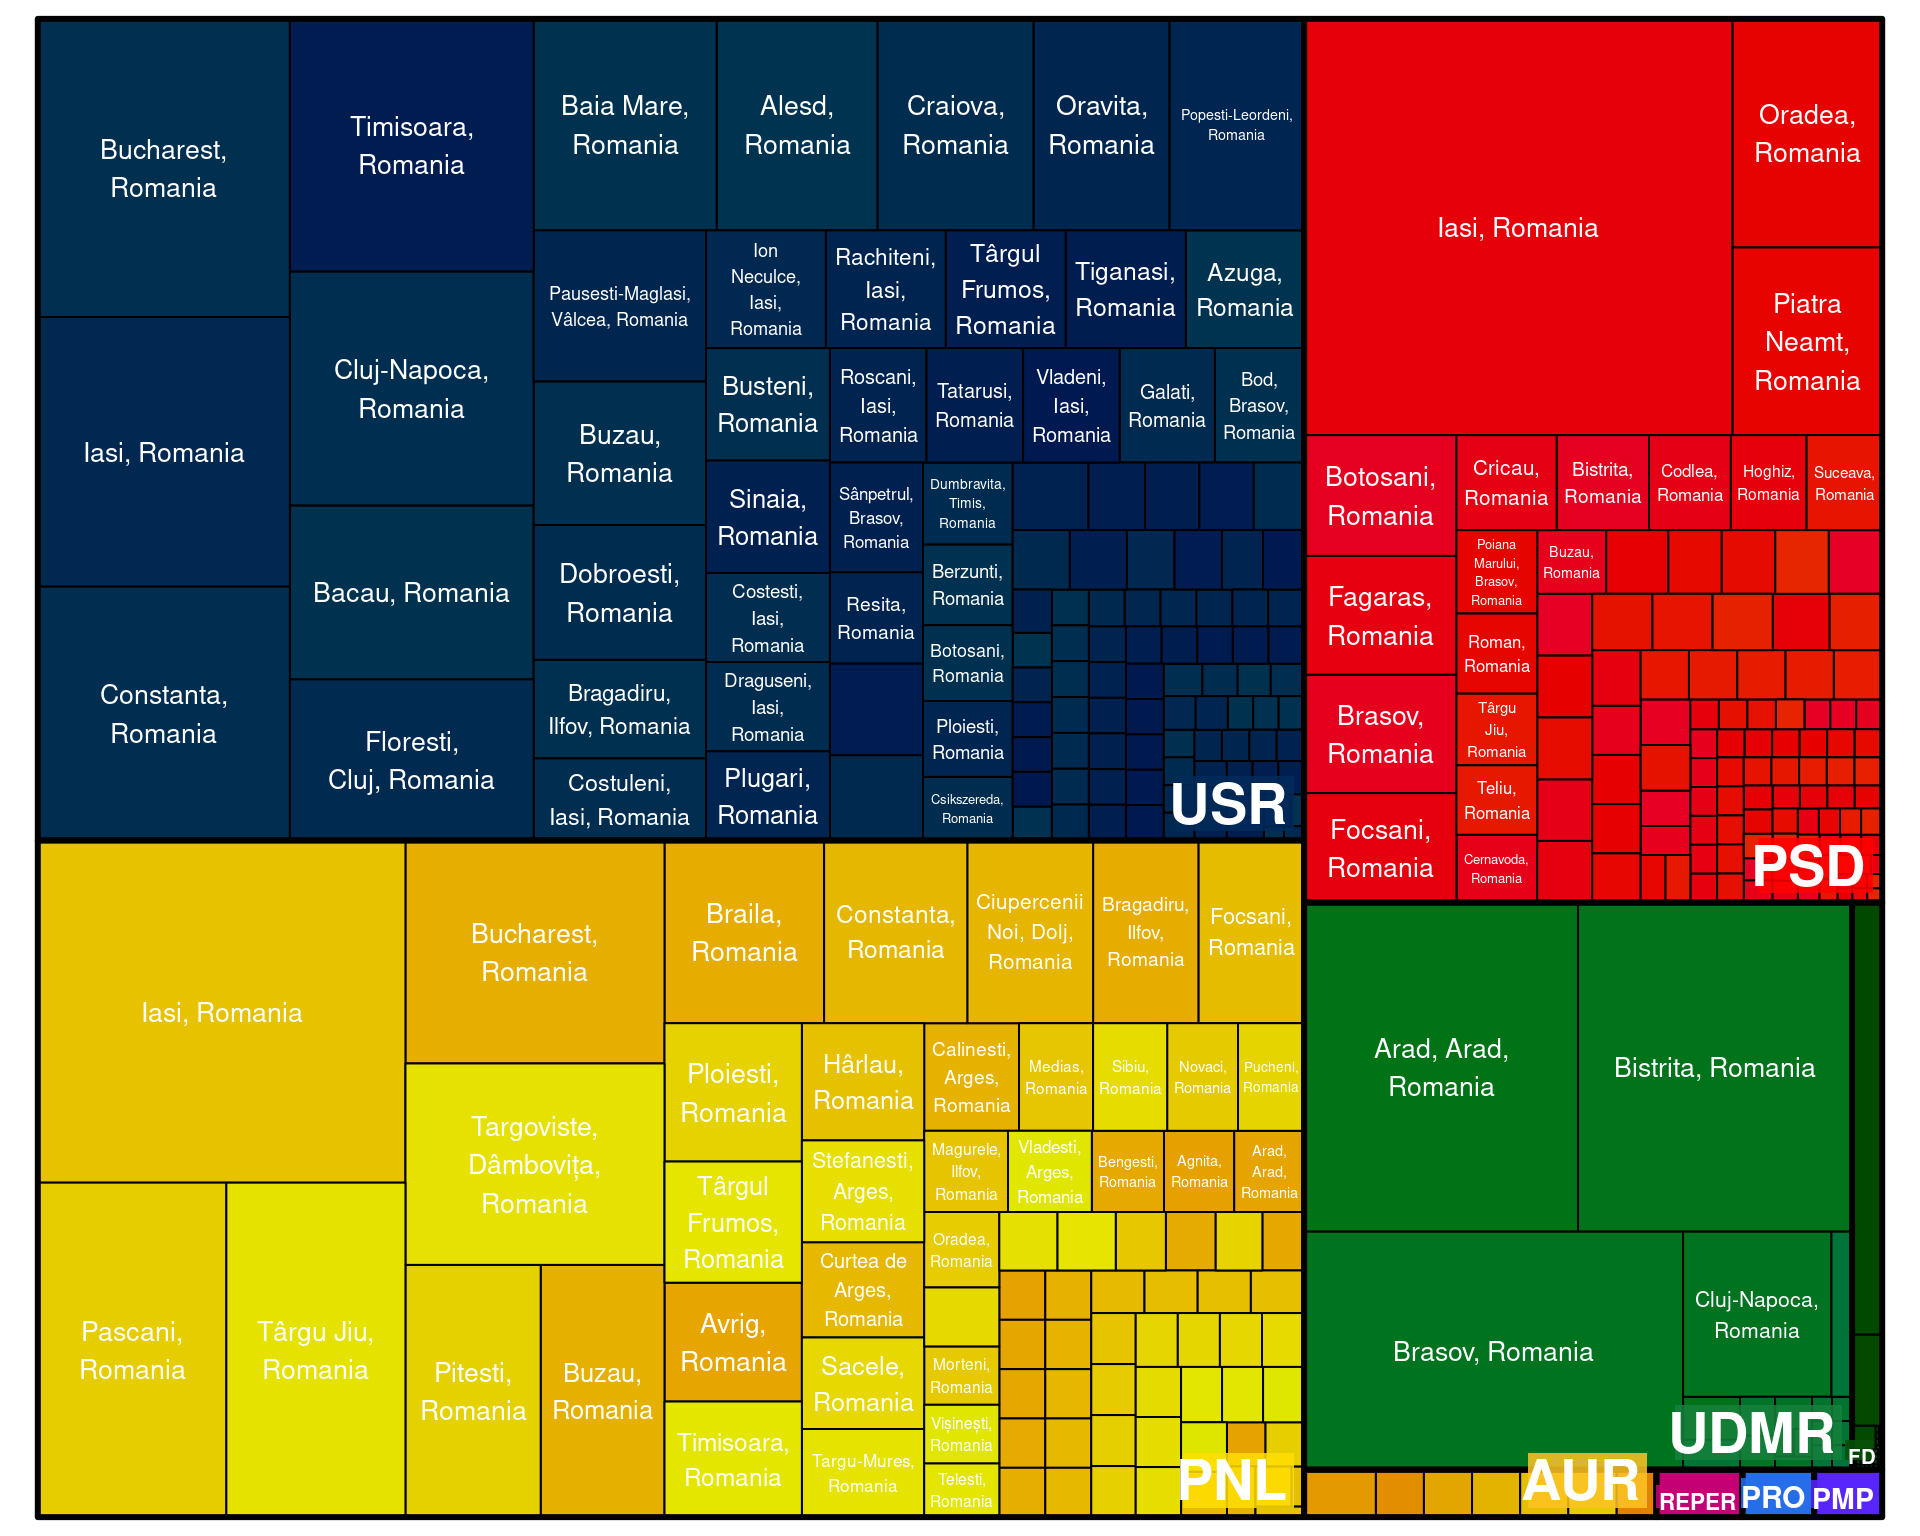 Bucharest,
Romania
Timisoara,
Romania
Baia Mare,
Romania
Alesd,
Romania
Craiova,
Romania
Oravita,
Romania
Popesti-Leordeni,
Romania
Iasi, Romania
Cluj-Napoca,
Romania
Pausesti-Maglasi,
Vâlcea, Romania
Ion
Neculce,
Iasi,
Romania
Rachiteni,
Iasi,
Romania
Târgul
Frumos,
Romania
Tiganasi,
Romania
Azuga,
Romania
Buzau,
Romania
Busteni,
Romania
Roscani,
Iasi,
Romania
Tatarusi,
Romania
Vladeni,
Iasi,
Romania
Galati,
Romania
Bod,
Brasov,
Romania
Constanta,
Romania
Bacau, Romania
Floresti,
Cluj, Romania
Dobroesti,
Romania
Bragadiru,
Ilfov, Romania
Costuleni,
Iasi, Romania
Sinaia,
Romania
Costesti,
Iasi,
Romania
Draguseni,
Iasi,
Romania
Plugari,
Romania
Sânpetrul,
Brasov,
Romania
Resita,
Romania
Dumbravita,
Timis,
Romania
Berzunti,
Romania
Botosani,
Romania
Ploiesti,
Romania
Csikszereda,
Romania
USR
Iasi, Romania
Oradea,
Romania
Piatra
Neamt,
Romania
Botosani,
Romania
Fagaras,
Romania
Brasov,
Romania
Focsani,
Romania
Cricau,
Romania
Bistrita,
Romania
Codlea,
Romania
Hoghiz,
Romania
Suceava,
Romania
Poiana
Marului,
Brasov,
Romania
Buzau,
Romania
Roman,
Romania
Târgu
Jiu,
Romania
Teliu,
Romania
Cernavoda,
Romania
PSD
Iasi, Romania
Pascani,
Romania
Târgu Jiu,
Romania
Bucharest,
Romania
Targoviste,
Dâmbovița,
Romania
Pitesti,
Romania
Buzau,
Romania
Braila,
Romania
Constanta,
Romania
Ciupercenii
Noi, Dolj,
Romania
Bragadiru,
Ilfov,
Romania
Focsani,
Romania
Ploiesti,
Romania
Târgul
Frumos,
Romania
Avrig,
Romania
Timisoara,
Romania
Hârlau,
Romania
Stefanesti,
Arges,
Romania
Curtea de
Arges,
Romania
Sacele,
Romania
Targu-Mures,
Romania
Calinesti,
Arges,
Romania
Medias,
Romania
Sibiu,
Romania
Novaci,
Romania
Pucheni,
Romania
Magurele,
Ilfov,
Romania
Vladesti,
Arges,
Romania
Bengesti,
Romania
Agnita,
Romania
Arad,
Arad,
Romania
Oradea,
Romania
Morteni,
Romania
Vișinești,
Romania
Telesti,
Romania
PNL
Arad, Arad,
Romania
Bistrita, Romania
Brasov, Romania
Cluj-Napoca,
Romania
UDMR
FD
AUR
REPER
PRO
PMP